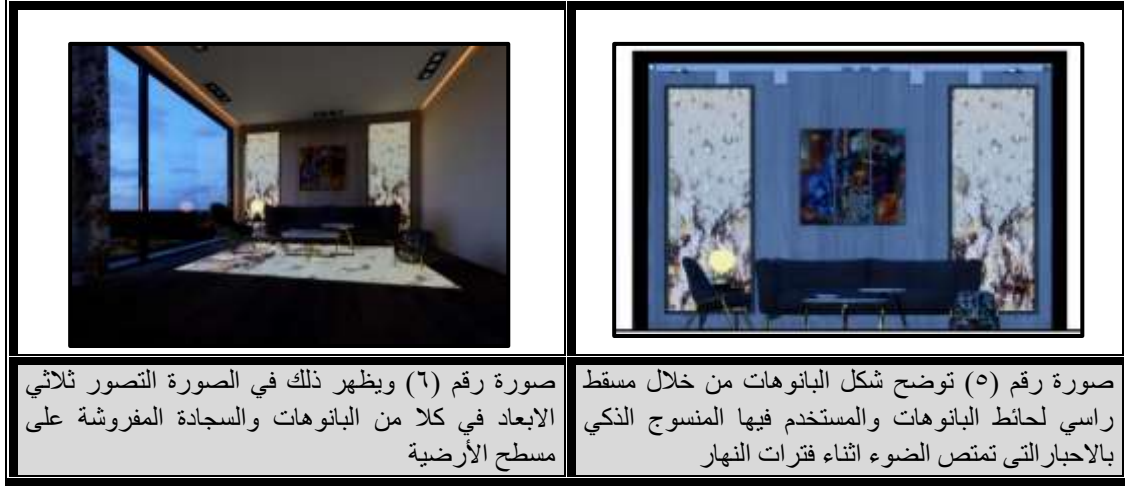 صورة رقم (٥) توضح شكل البانوهات من خلال مسقط
راسي لحائط البانوهات والمستخدم فيها المنسوج الذكي
بالاحبارالتى تمتص الضوء اثناء فترات النهار
صورة رقم (٦) ويظهر ذلك في الصورة التصور ثلاثي
الابعاد في كلا من البانوهات والسجادة المفروشة على
مسطح الأرضية